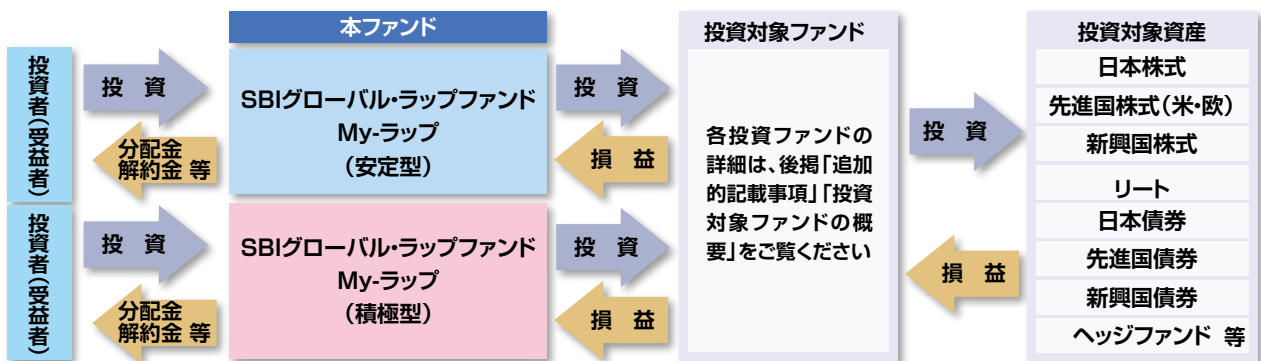 本ファンド
投資者（受益者）
投 資
分配金
解約金 等
SBIグローバル・ラップファンド
My-ラップ
（安定型）
投 資
損 益
投資者（受益者）
投 資
分配金
解約金 等
SBIグローバル・ラップファンド
My-ラップ
（積極型）
投 資
損 益
投資対象ファンド
各投資ファンドの
詳細は、後掲「追加
的記載事項」「投資
対象ファンドの概
要」をご覧ください
投 資
損 益
投資対象資産
日本株式
先進国株式（米・欧）
新興国株式
リート
日本債券
先進国債券
新興国債券
ヘッジファンド 等